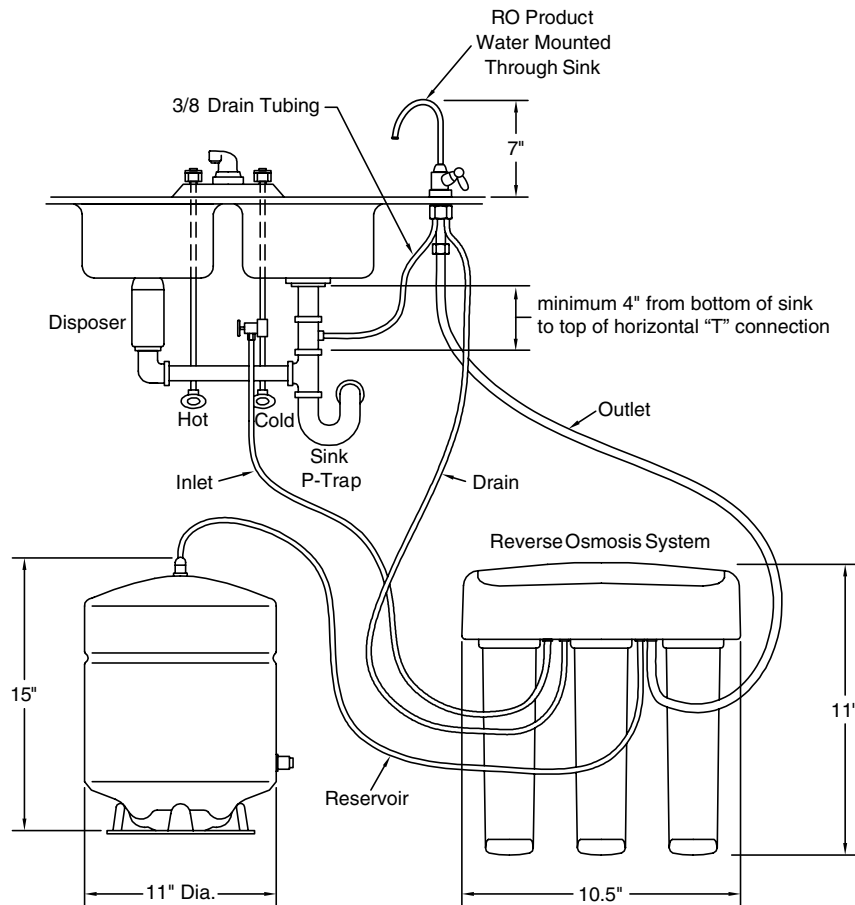 RO Product
Water Mounted
Through Sink
3/8 Drain Tubing
7"
Disposer
minimum 4" from bottom of sink
to top of horizontal “T” connection
Hot
Cold
Outlet
Sink
P-Trap
Inlet
Drain
Reverse Osmosis System
15"
11"
Reservoir
11" Dia.
10.5"